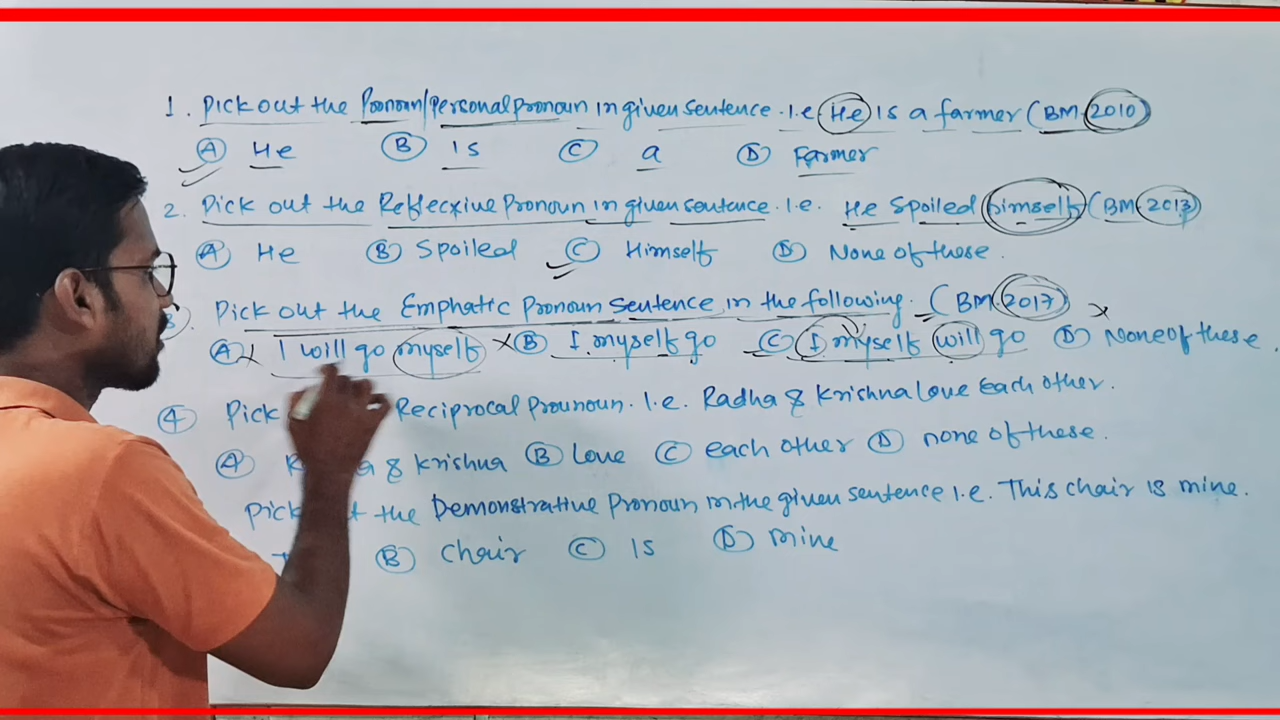 1. Pick out the Pronoun/personal pronoun in given sentence. I.e He is a farmer (BM. 2010)
A He B Is C a D Farmer
2. Pick out the Reflecxive Pronoun in given sentence. I.e. He Spoiled himself (BM 2013)
A He B Spoiled C Himself D None of these.
Pick out the Emphatic Pronoun Sentence in the following. (BM. 2017)
A I will go myself B I myself go C I myself will go D None of these.
4 Pick Reciprocal Prounoun. I.e. Radha & Krishna Love Each other.
A & Krishna B Love C each other D none of these.
Pick the Demonstrative Pronoun in the given sentence I.e. This chair is mine.
B Chair C Is D mine